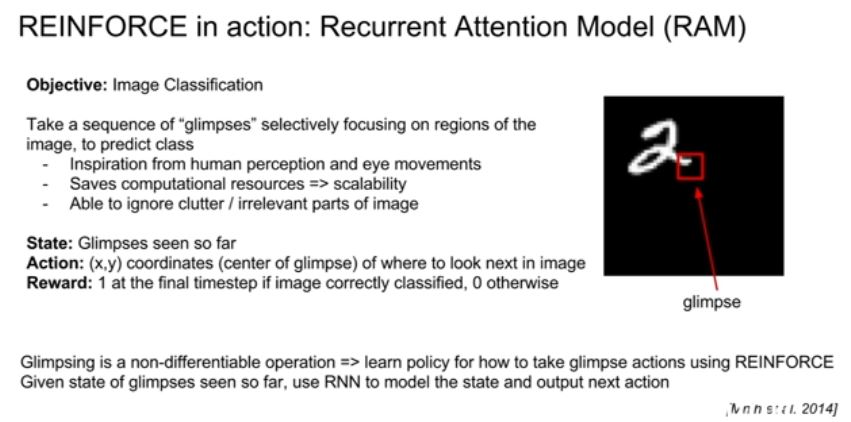 REINFORCE in action: Recurrent Attention Model (RAM)
Objective: Image Classification
Take a sequence of “glimpses” selectively focusing on regions of the
image, to predict class
- Inspiration from human perception and eye movements
- Saves computational resources => scalability
- Able to ignore clutter / irrelevant parts of image
State: Glimpses seen so far
Action: (x,y) coordinates (center of glimpse) of where to look next in image
Reward: 1 at the final timestep if image correctly classified, 0 otherwise
2
glimpse
Glimpsing is a non-differentiable operation => learn policy for how to take glimpse actions using REINFORCE
Given state of glimpses seen so far, use RNN to model the state and output next action
2014]